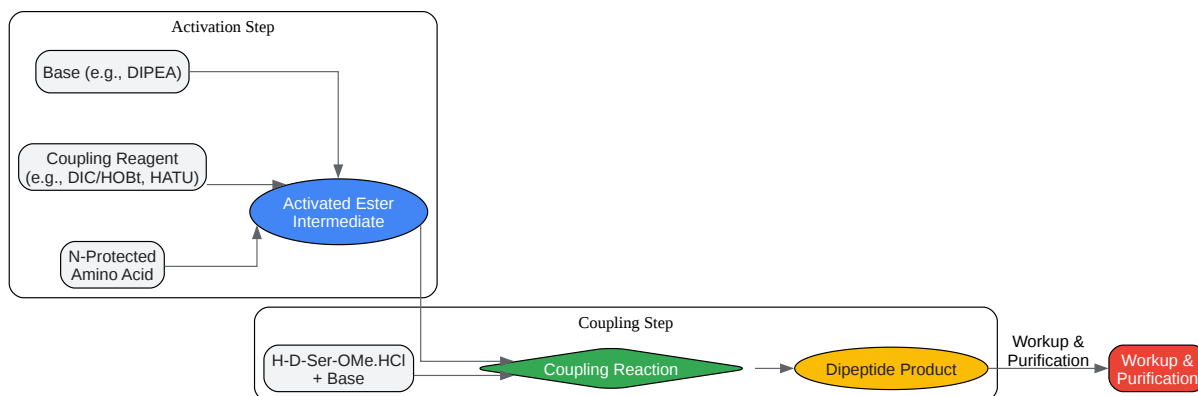 Activation Step
Base (e.g., DIPEA)
Coupling Reagent
(e.g., DIC/HOBt, HATU)
Activated Ester
Intermediate
N-Protected
Amino Acid
Coupling Step
H-D-Ser-OMe.HCl
+ Base
Coupling Reaction
Dipeptide Product
Workup &
Purification
Workup &
Purification